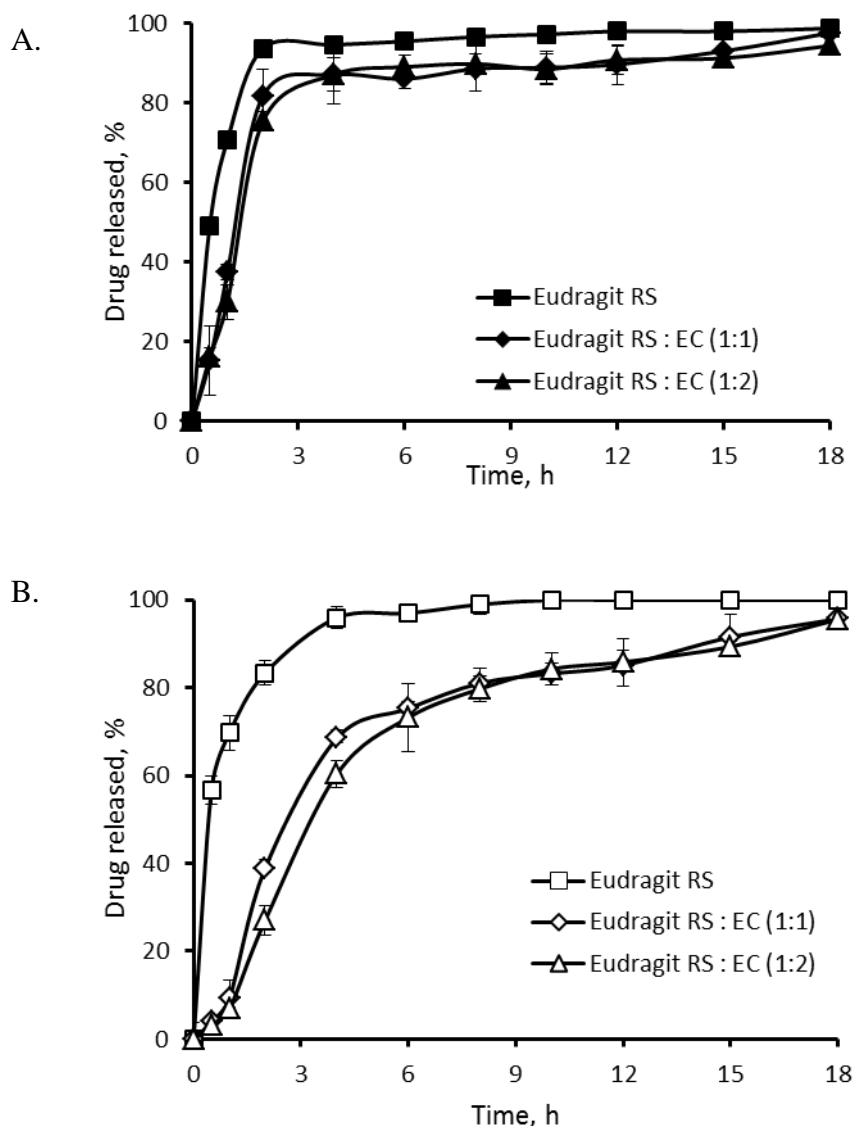 A.
Drug released, %
100
80
60
40
20
0
Eudragit RS
Eudragit RS : EC (1:1)
Eudragit RS : EC (1:2)
0 3 6 9 12 15 18
Time, h
B.
Drug released, %
100
80
60
40
20
0
Eudragit RS
Eudragit RS : EC (1:1)
Eudragit RS : EC (1:2)
0 3 6 9 12 15 18
Time, h